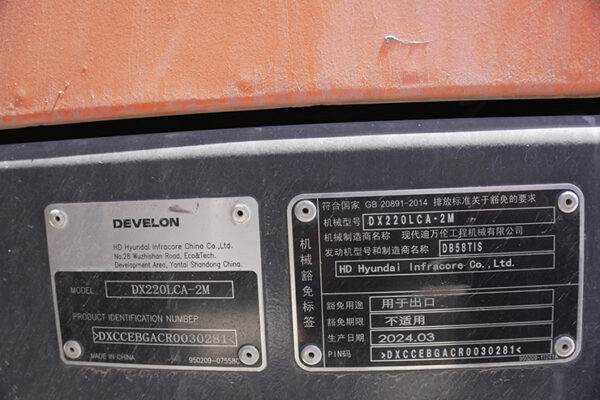 DEVELON
HD Hyundai Infracore China Co.,Ltd.
No.28 Wuzhishan Road, Eco&Tech.
Development Area, Yantai Shandong China.
MODEL DX220LCA-2M
PRODUCT IDENTIFICATION NUMBER
>DXCCEBGACR0030281<
MADE IN CHINA 950209-07558C
机械豁免标签
符合国家 GB 20891-2014 排放标准关于豁免的要求
机械型号 DX220LCA-2M
机械制造商名称 现代迪万伦工程机械有限公司
发动机型号和制造商名称 DB58TIS
HD Hyundai Infracore Co.,Ltd.
豁免用途 用于出口
豁免期限 不适用
生产日期 2024.03
PIN码 >DXCCEBGACR0030281<